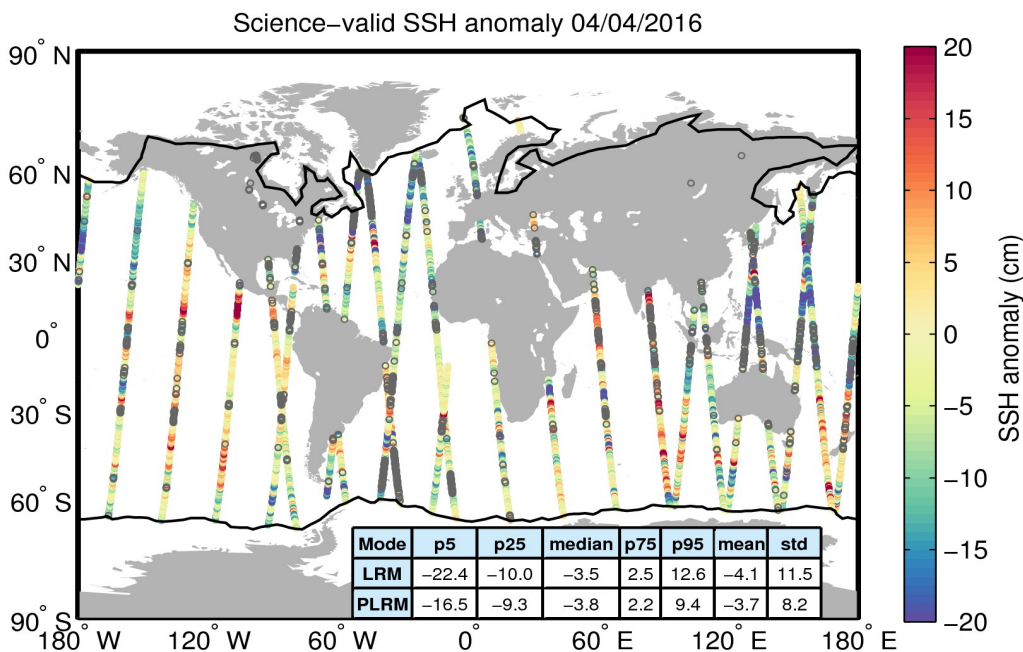 Science−valid SSH anomaly 04/04/2016
90° N
60° N
30° N
0°
30° S
60° S
90° S
180° W
120° W
60° W
0°
60° E
120° E
180° E
Mode p5 p25 median p75 p95 mean std
LRM −22.4 −10.0 −3.5 2.5 12.6 −4.1 11.5
PLRM −16.5 −9.3 −3.8 2.2 9.4 −3.7 8.2
20
15
10
5
0
−5
−10
−15
−20
SSH anomaly (cm)